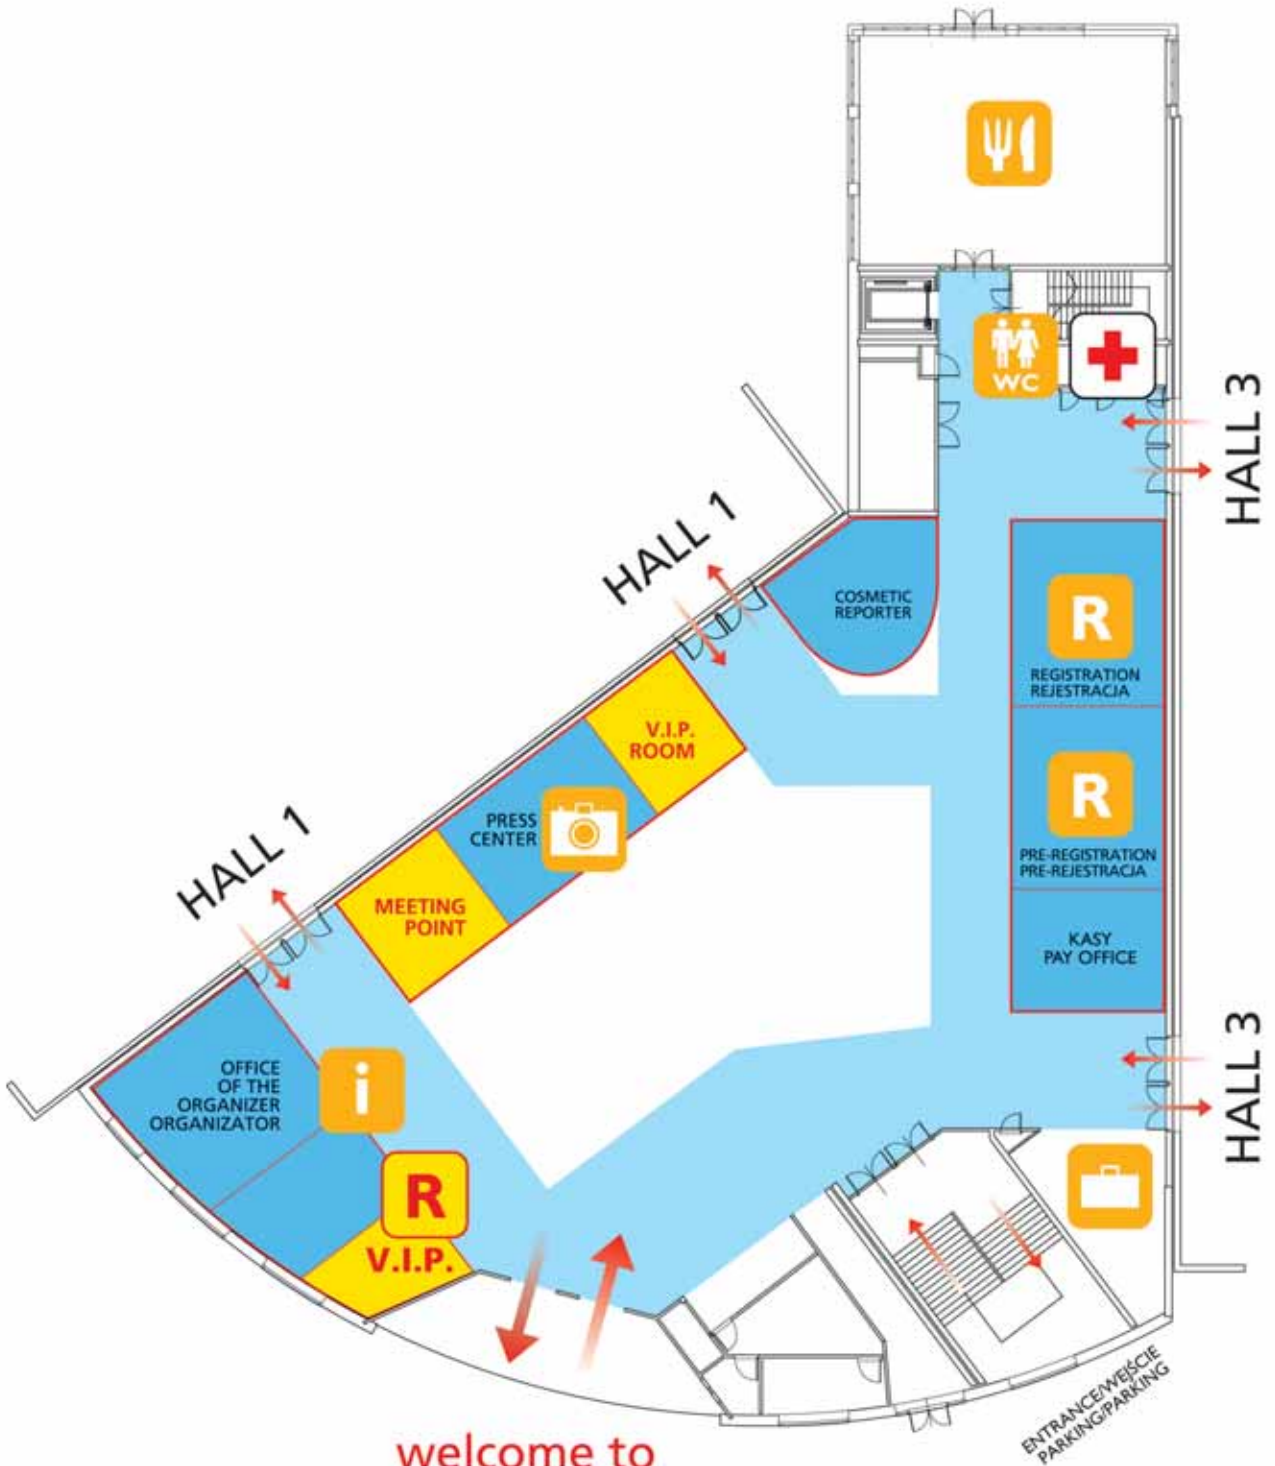 WC
HALL 3
HALL 1
COSMETIC
REPORTER
R
REGISTRATION
REJESTRACJA
V.I.P.
ROOM
R
PRE-REGISTRATION
PRE-REJESTRACJA
PRESS
CENTER
HALL 1
MEETING
POINT
KASY
PAY OFFICE
OFFICE
OF THE
ORGANIZER
ORGANIZATOR
i
HALL 3
R
V.I.P.
ENTRANCE/WEJŚCIE
PARKING/PARKING
welcome to